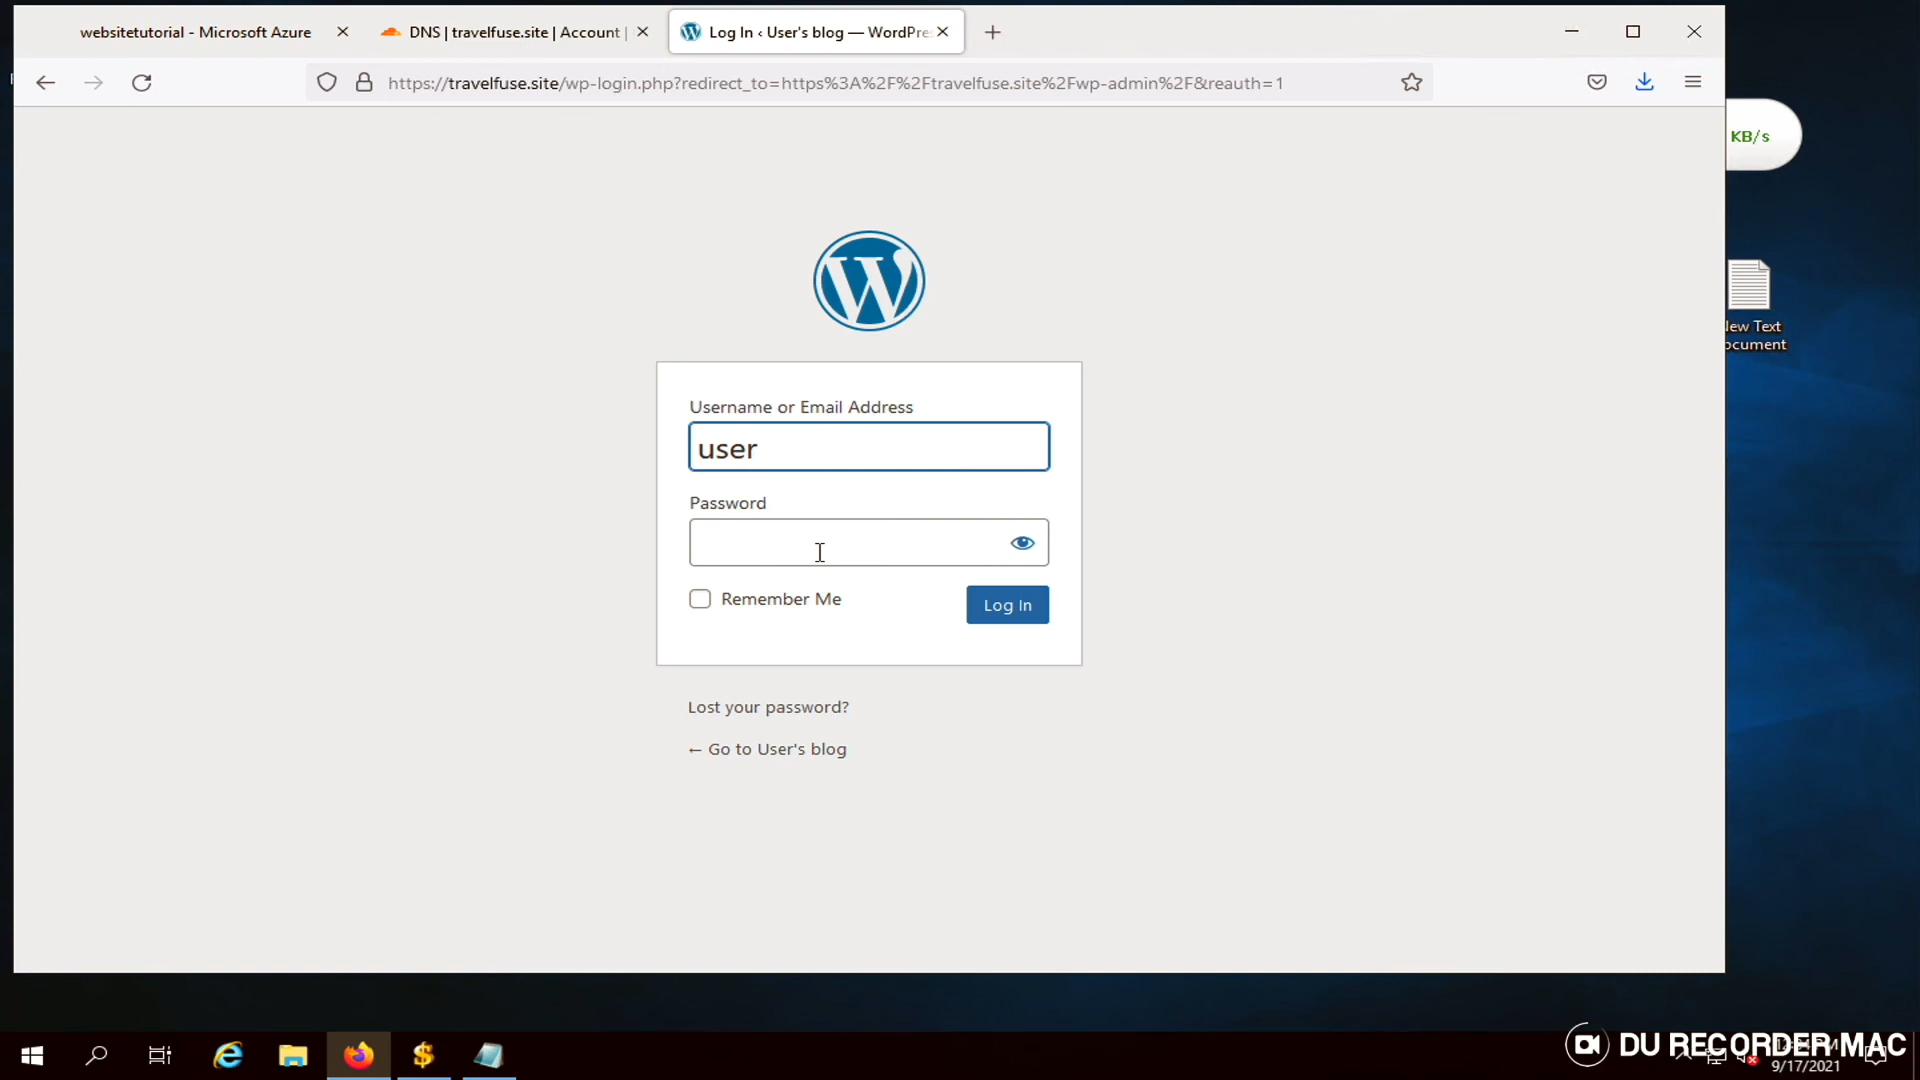 websitetutorial - Microsoft Azure
DNS | travelfuse.site | Account |
Log In ‹ User's blog — WordPre
https://travelfuse.site/wp-login.php?redirect_to=https%3A%2F%2Ftravelfuse.site%2Fwp-admin%2F&reauth=1
KB/s
New Text
Document
Username or Email Address
user
Password
Remember Me
Log In
Lost your password?
← Go to User's blog
DU RECORDER MAC
9/17/2021